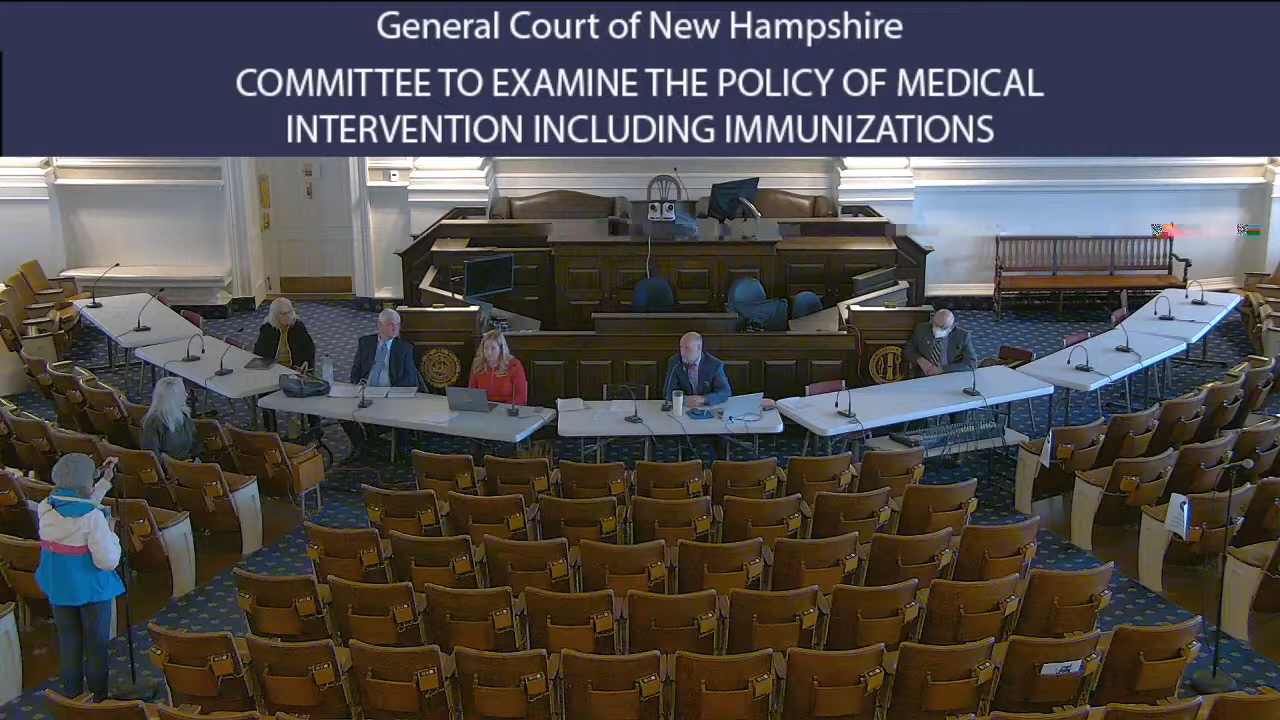 General Court of New Hampshire
COMMITTEE TO EXAMINE THE POLICY OF MEDICAL
INTERVENTION INCLUDING IMMUNIZATIONS